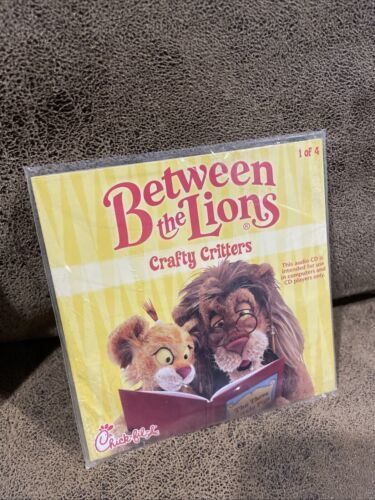 1 of 4
Between
the Lions®
Crafty Critters
This audio CD is
intended for use
in computers and
CD players only.
Chick-fil-A